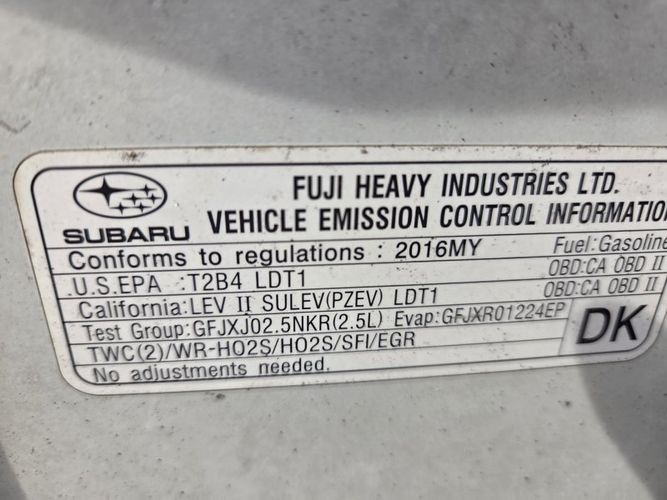 SUBARU
FUJI HEAVY INDUSTRIES LTD.
VEHICLE EMISSION CONTROL INFORMATION
Conforms to regulations : 2016MY Fuel:Gasoline
U.S.EPA :T2B4 LDT1 OBD:CA OBD II
California:LEV II SULEV(PZEV) LDT1 OBD:CA OBD II
Test Group:GFJXJ02.5NKR(2.5L) Evap:GFJXR01224EP
TWC(2)/WR-HO2S/HO2S/SFI/EGR
No adjustments needed.
DK